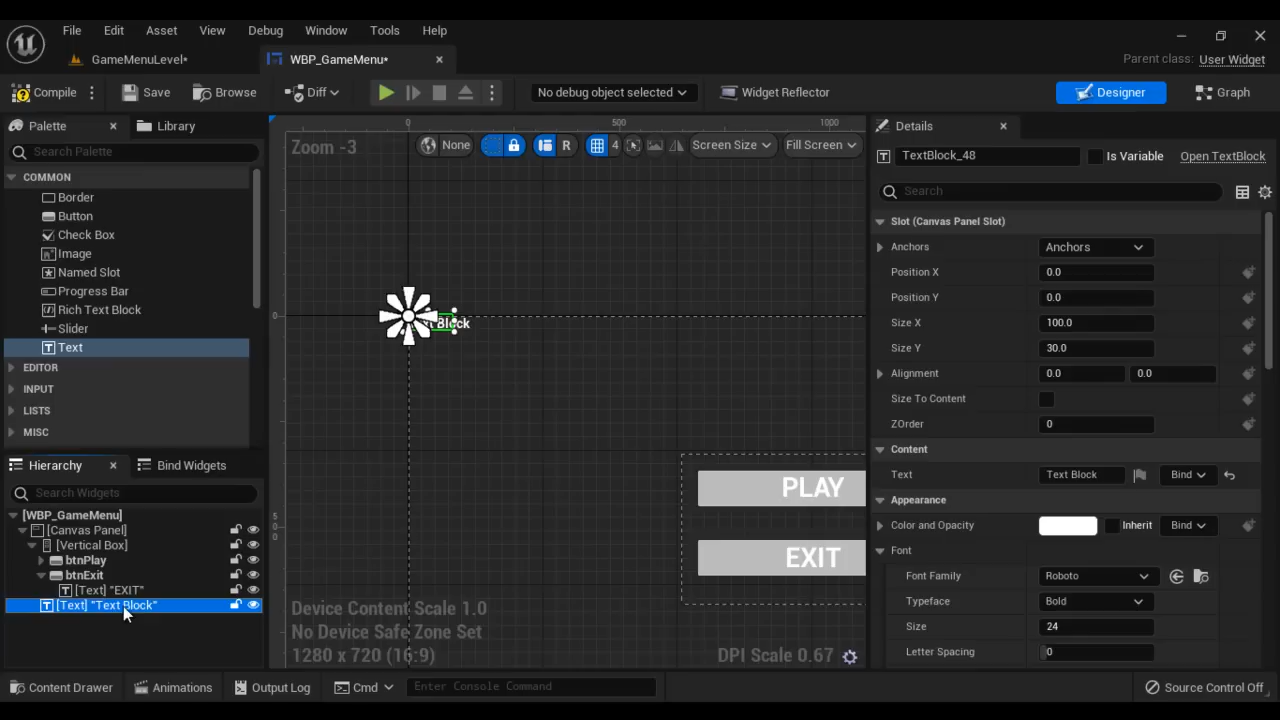 File Edit Asset View Debug Window Tools Help
GameMenuLevel* WBP_GameMenu* Parent class: User Widget
Compile Save Browse Diff No debug object selected Widget Reflector Designer Graph
Palette Library
Search Palette
COMMON
Border
Button
Check Box
Image
Named Slot
Progress Bar
Rich Text Block
Slider
Text
EDITOR
INPUT
LISTS
MISC
Hierarchy Bind Widgets
Search Widgets
[WBP_GameMenu]
[Canvas Panel]
[Vertical Box]
btnPlay
btnExit
[Text] "EXIT"
[Text] "Text Block"
0 500 1000
Zoom -3 None R 4 Screen Size Fill Screen
0
t Block
5
0
0
PLAY
EXIT
Device Content Scale 1.0
No Device Safe Zone Set
1280 x 720 (16:9) DPI Scale 0.67
Details
TextBlock_48 Is Variable Open TextBlock
Search
Slot (Canvas Panel Slot)
Anchors Anchors
Position X 0.0
Position Y 0.0
Size X 100.0
Size Y 30.0
Alignment 0.0 0.0
Size To Content
ZOrder 0
Content
Text Text Block Bind
Appearance
Color and Opacity Inherit Bind
Font
Font Family Roboto
Typeface Bold
Size 24
Letter Spacing 0
Content Drawer Animations Output Log Cmd Enter Console Command Source Control Off